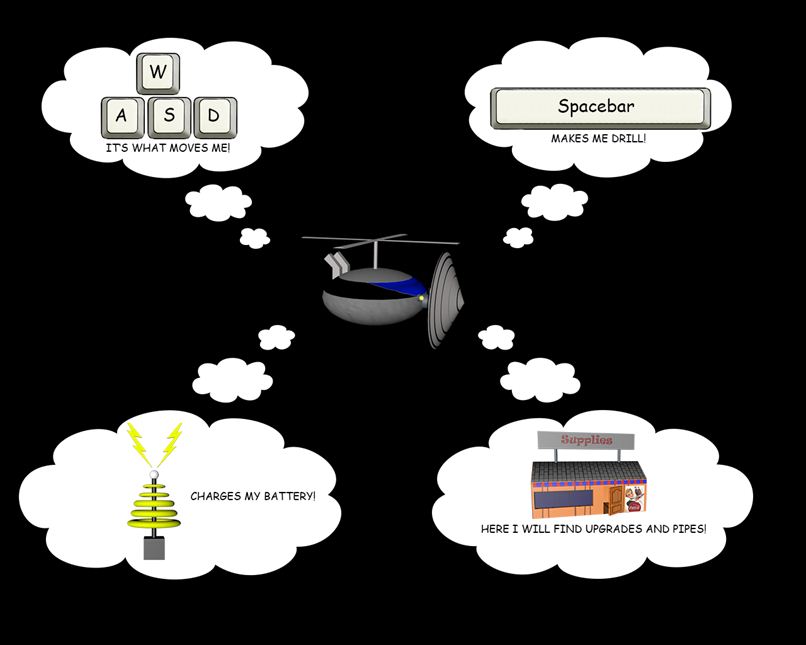 W
A S D
IT'S WHAT MOVES ME!
Spacebar
MAKES ME DRILL!
CHARGES MY BATTERY!
Supplies
HERE I WILL FIND UPGRADES AND PIPES!